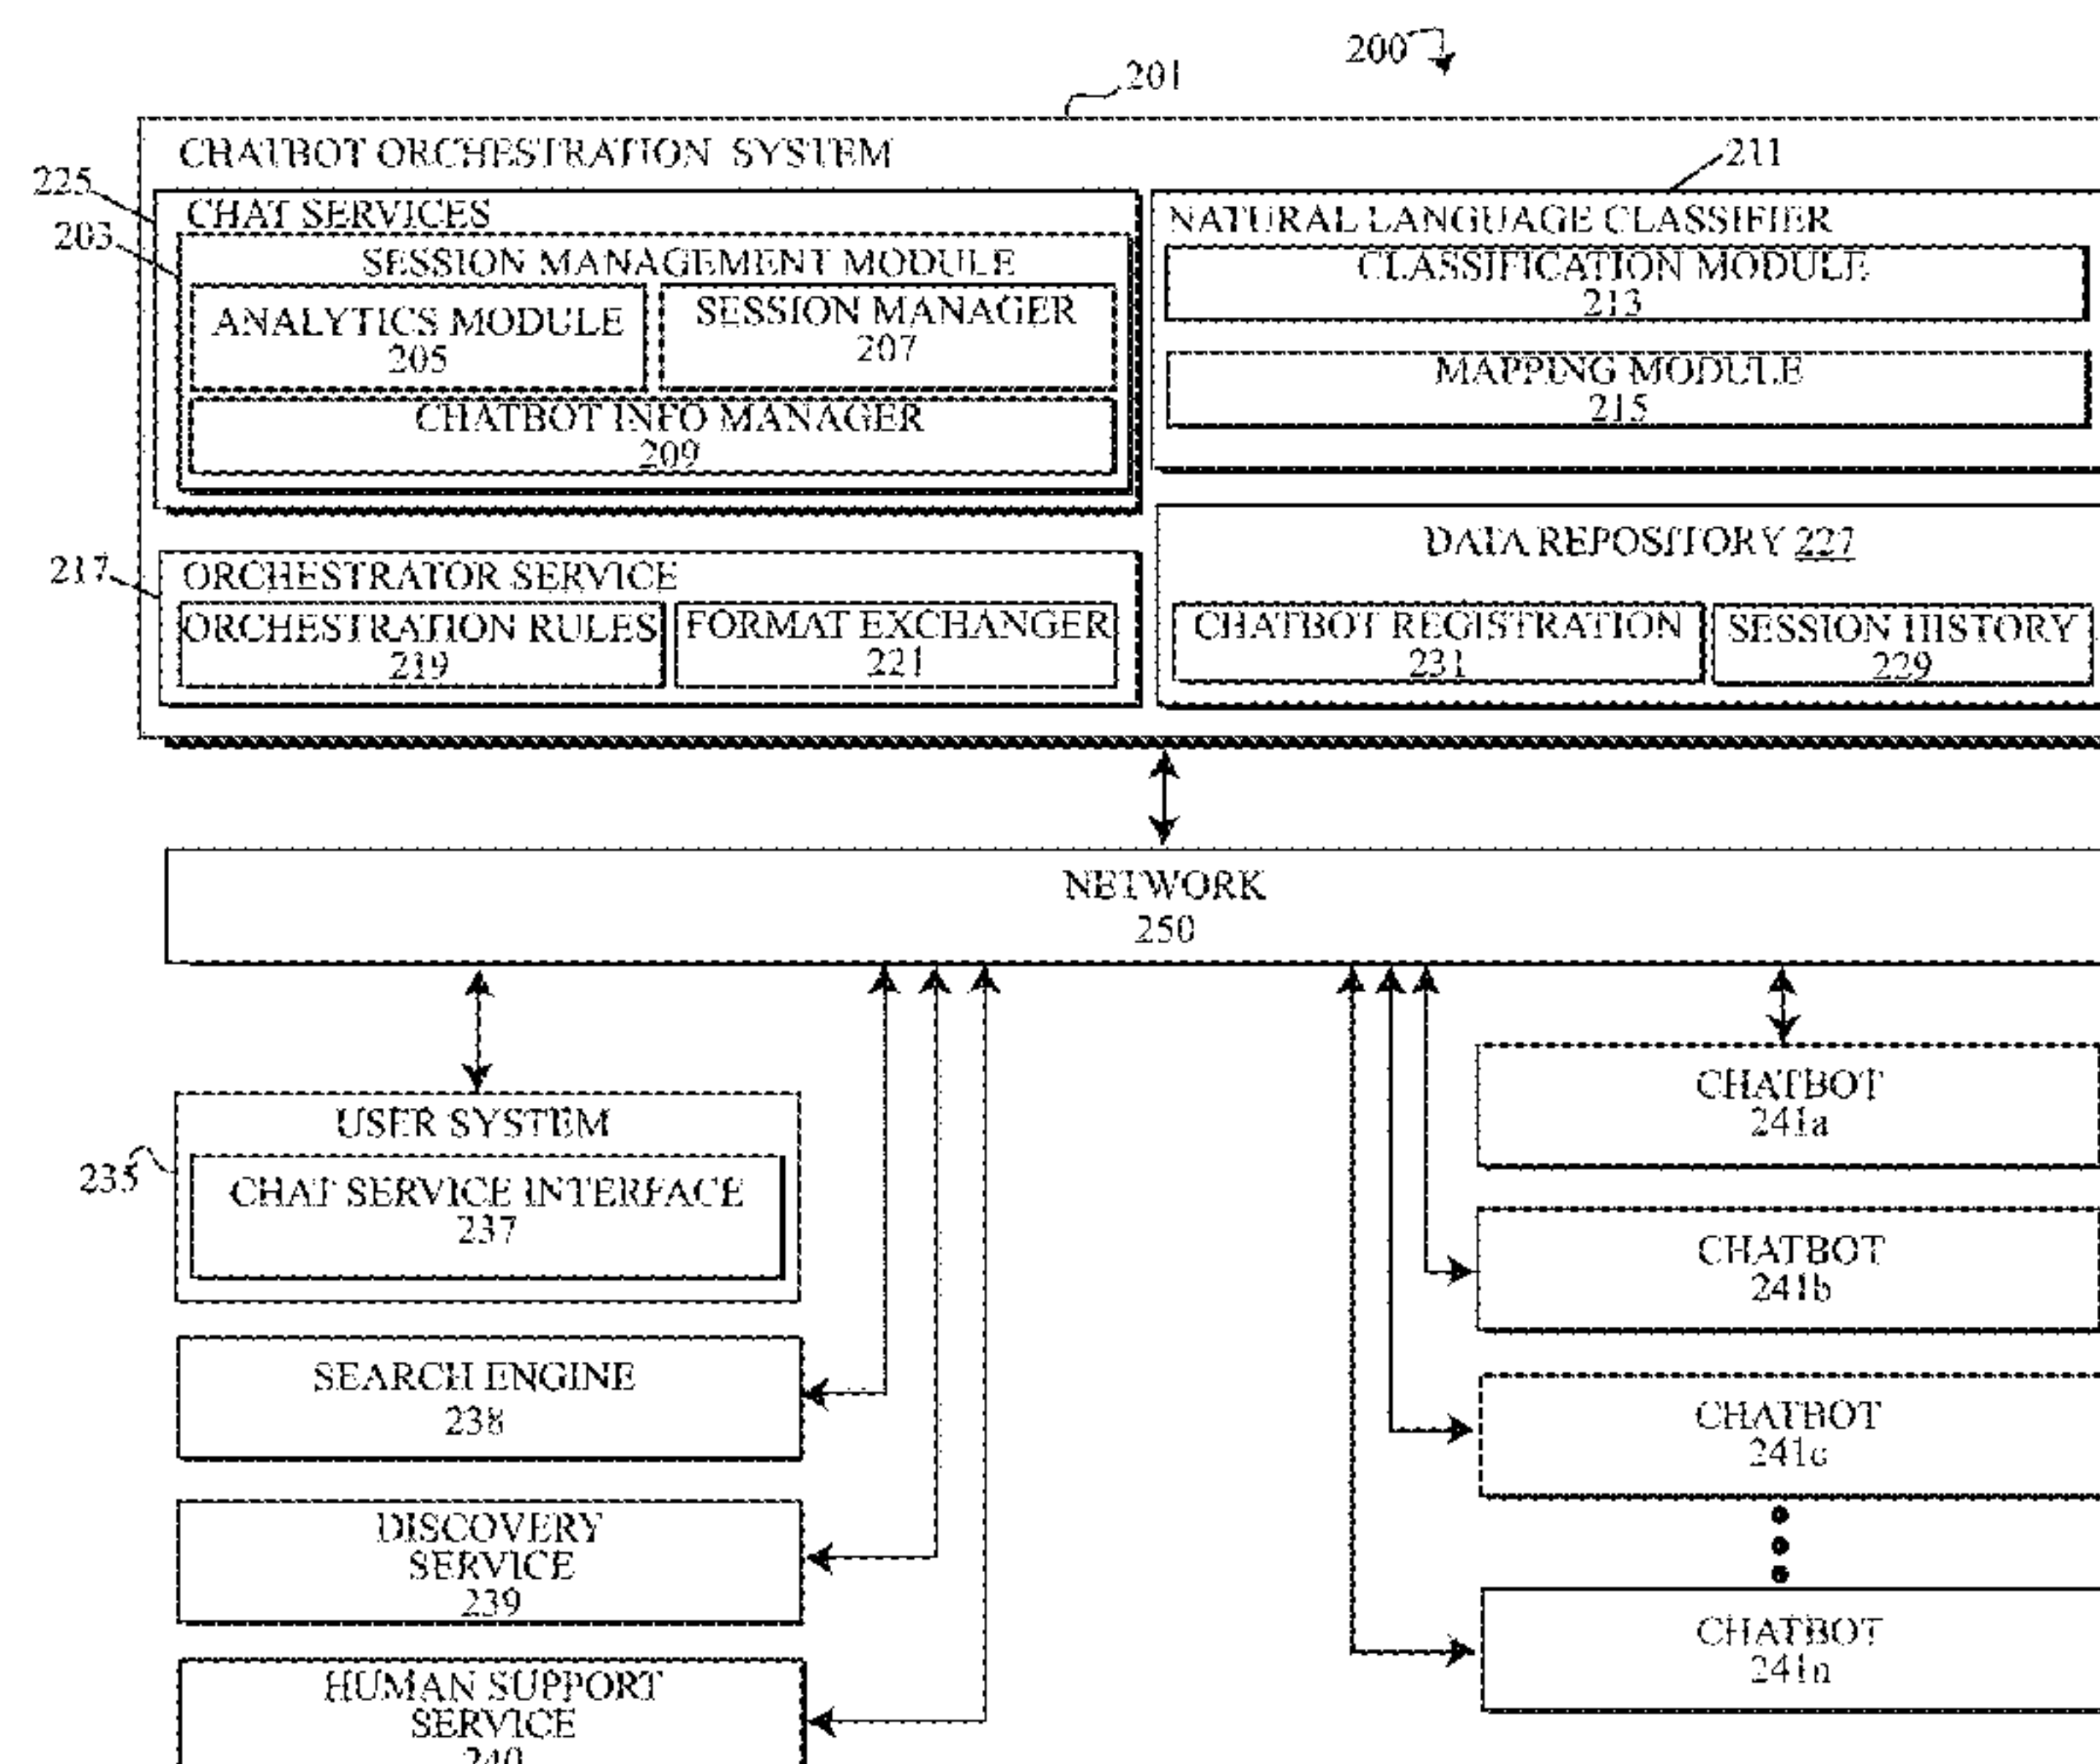 200
201
CHATBOT ORCHESTRATION SYSTEM
225
CHAT SERVICES
203
SESSION MANAGEMENT MODULE
ANALYTICS MODULE
205
SESSION MANAGER
207
CHATBOT INFO MANAGER
209
211
NATURAL LANGUAGE CLASSIFIER
CLASSIFICATION MODULE
213
MAPPING MODULE
215
217
ORCHESTRATOR SERVICE
ORCHESTRATION RULES
219
FORMAT EXCHANGER
221
DATA REPOSITORY 227
CHATBOT REGISTRATION
231
SESSION HISTORY
229
NETWORK
250
USER SYSTEM
235
CHAT SERVICE INTERFACE
237
SEARCH ENGINE
238
DISCOVERY
SERVICE
239
HUMAN SUPPORT
SERVICE
240
CHATBOT
241a
CHATBOT
241b
CHATBOT
241c
CHATBOT
241n